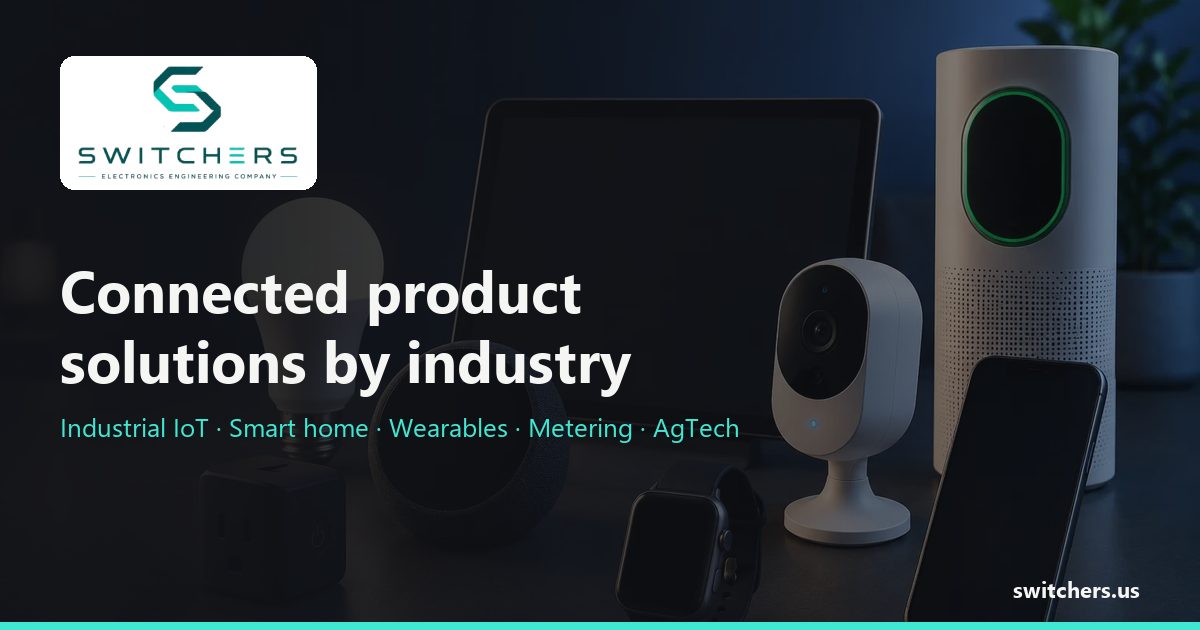 SWITCHERS
ELECTRONICS ENGINEERING COMPANY
Connected product
solutions by industry
Industrial IoT · Smart home · Wearables · Metering · AgTech
switchers.us